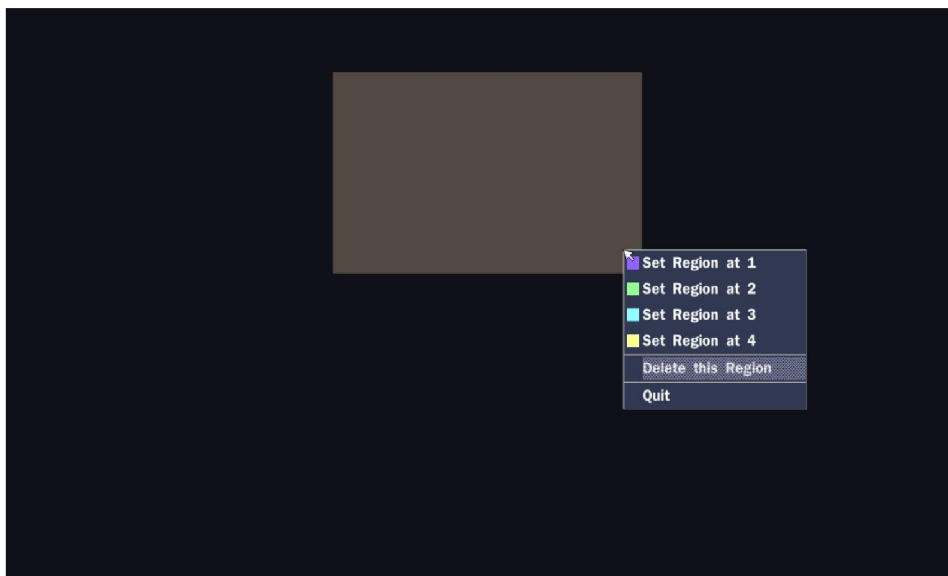 Set Region at 1
Set Region at 2
Set Region at 3
Set Region at 4
Delete this Region
Quit